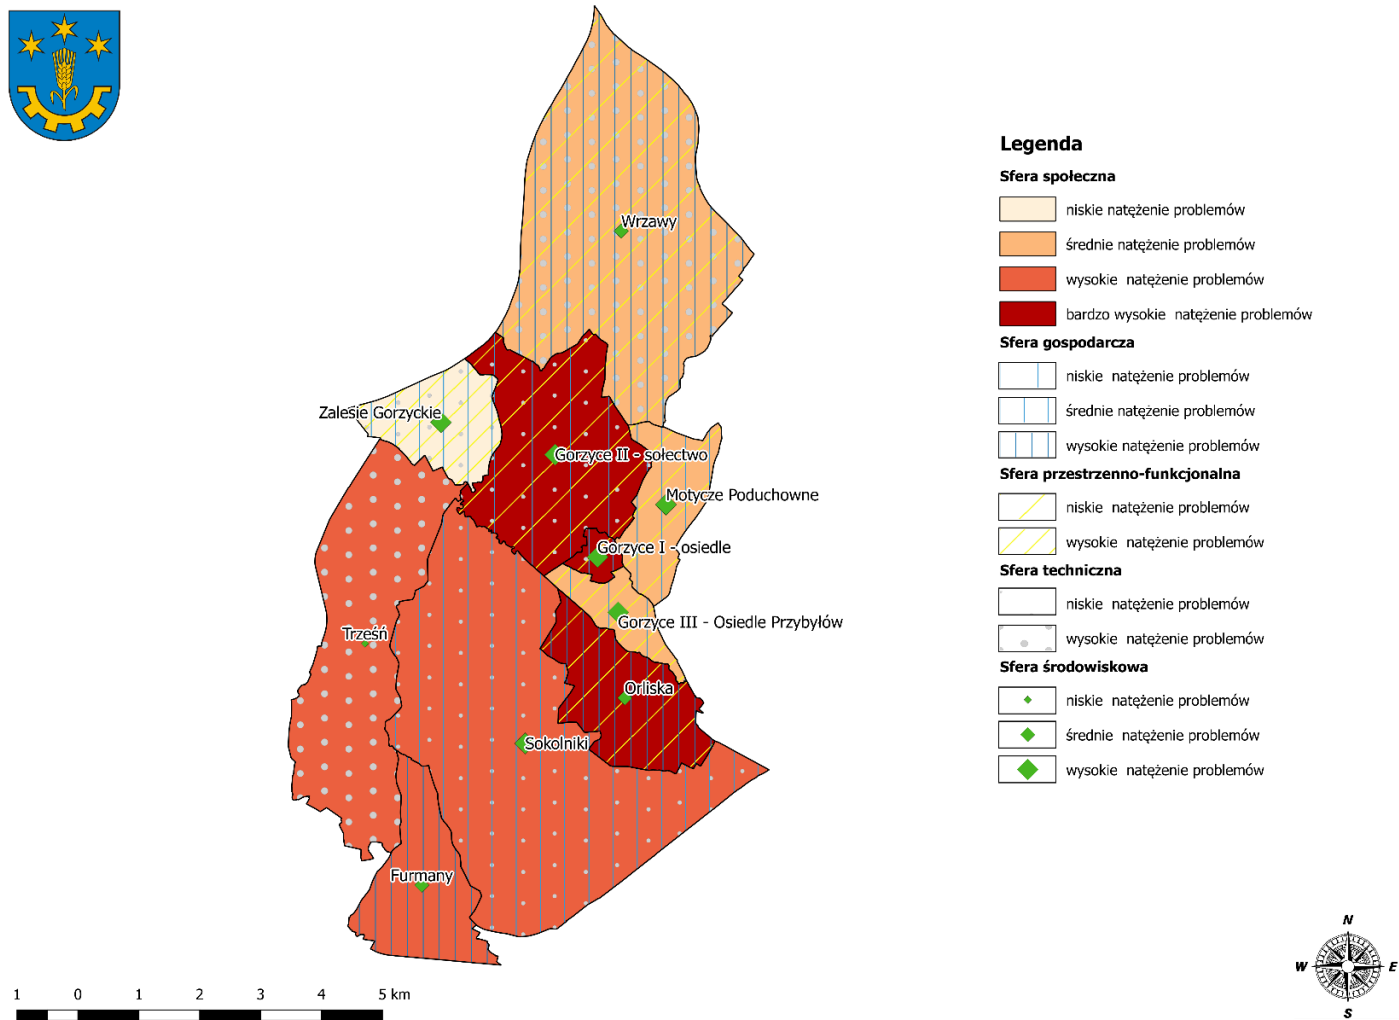 Legenda
Sfera społeczna
niskie natężenie problemów
średnie natężenie problemów
wysokie natężenie problemów
bardzo wysokie natężenie problemów
Sfera gospodarcza
niskie natężenie problemów
średnie natężenie problemów
wysokie natężenie problemów
Sfera przestrzenno-funkcjonalna
niskie natężenie problemów
wysokie natężenie problemów
Sfera techniczna
niskie natężenie problemów
wysokie natężenie problemów
Sfera środowiskowa
niskie natężenie problemów
średnie natężenie problemów
wysokie natężenie problemów
Wrzawy
Zalesie Gorzyckie
Gorzyce II - sołectwo
Motycze Poduchowne
Gorzyce I - osiedle
Gorzyce III - Osiedle Przybyłów
Trześń
Orliska
Sokolniki
Furmany
1 0 1 2 3 4 5 km
N
W E
S